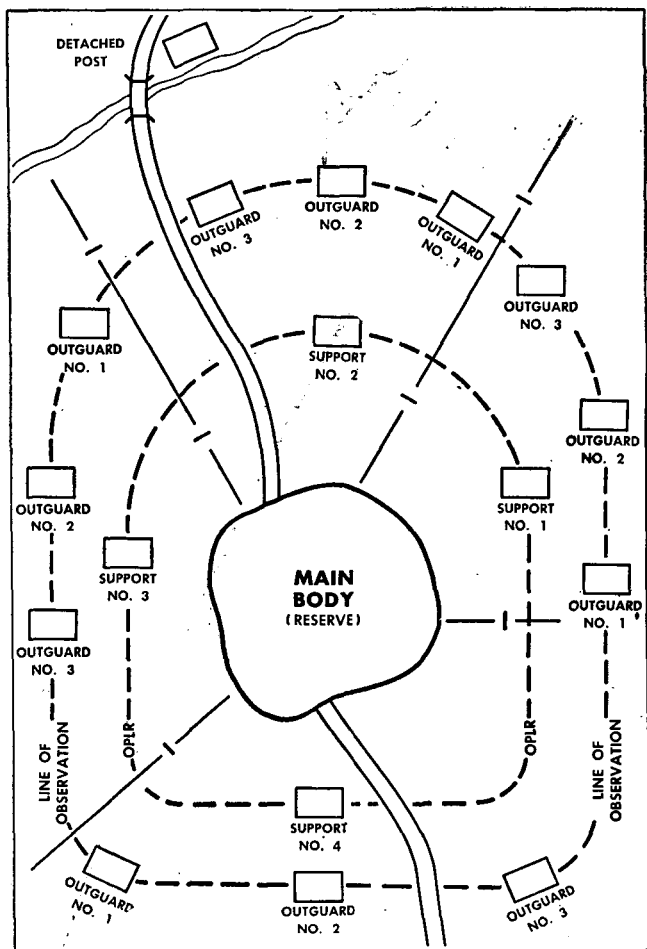 DETACHED
POST
OUTGUARD
NO. 3
OUTGUARD
NO. 2
OUTGUARD
NO. 1
OUTGUARD
NO. 3
OUTGUARD
NO. 1
SUPPORT
NO. 2
OUTGUARD
NO. 2
SUPPORT
NO. 1
OUTGUARD
NO. 2
SUPPORT
NO. 3
MAIN
BODY
(RESERVE)
OUTGUARD
NO. 1
OUTGUARD
NO. 3
LINE OF
OBSERVATION
OPLR
OPLR
LINE OF
OBSERVATION
SUPPORT
NO. 4
OUTGUARD
NO. 1
OUTGUARD
NO. 2
OUTGUARD
NO. 3